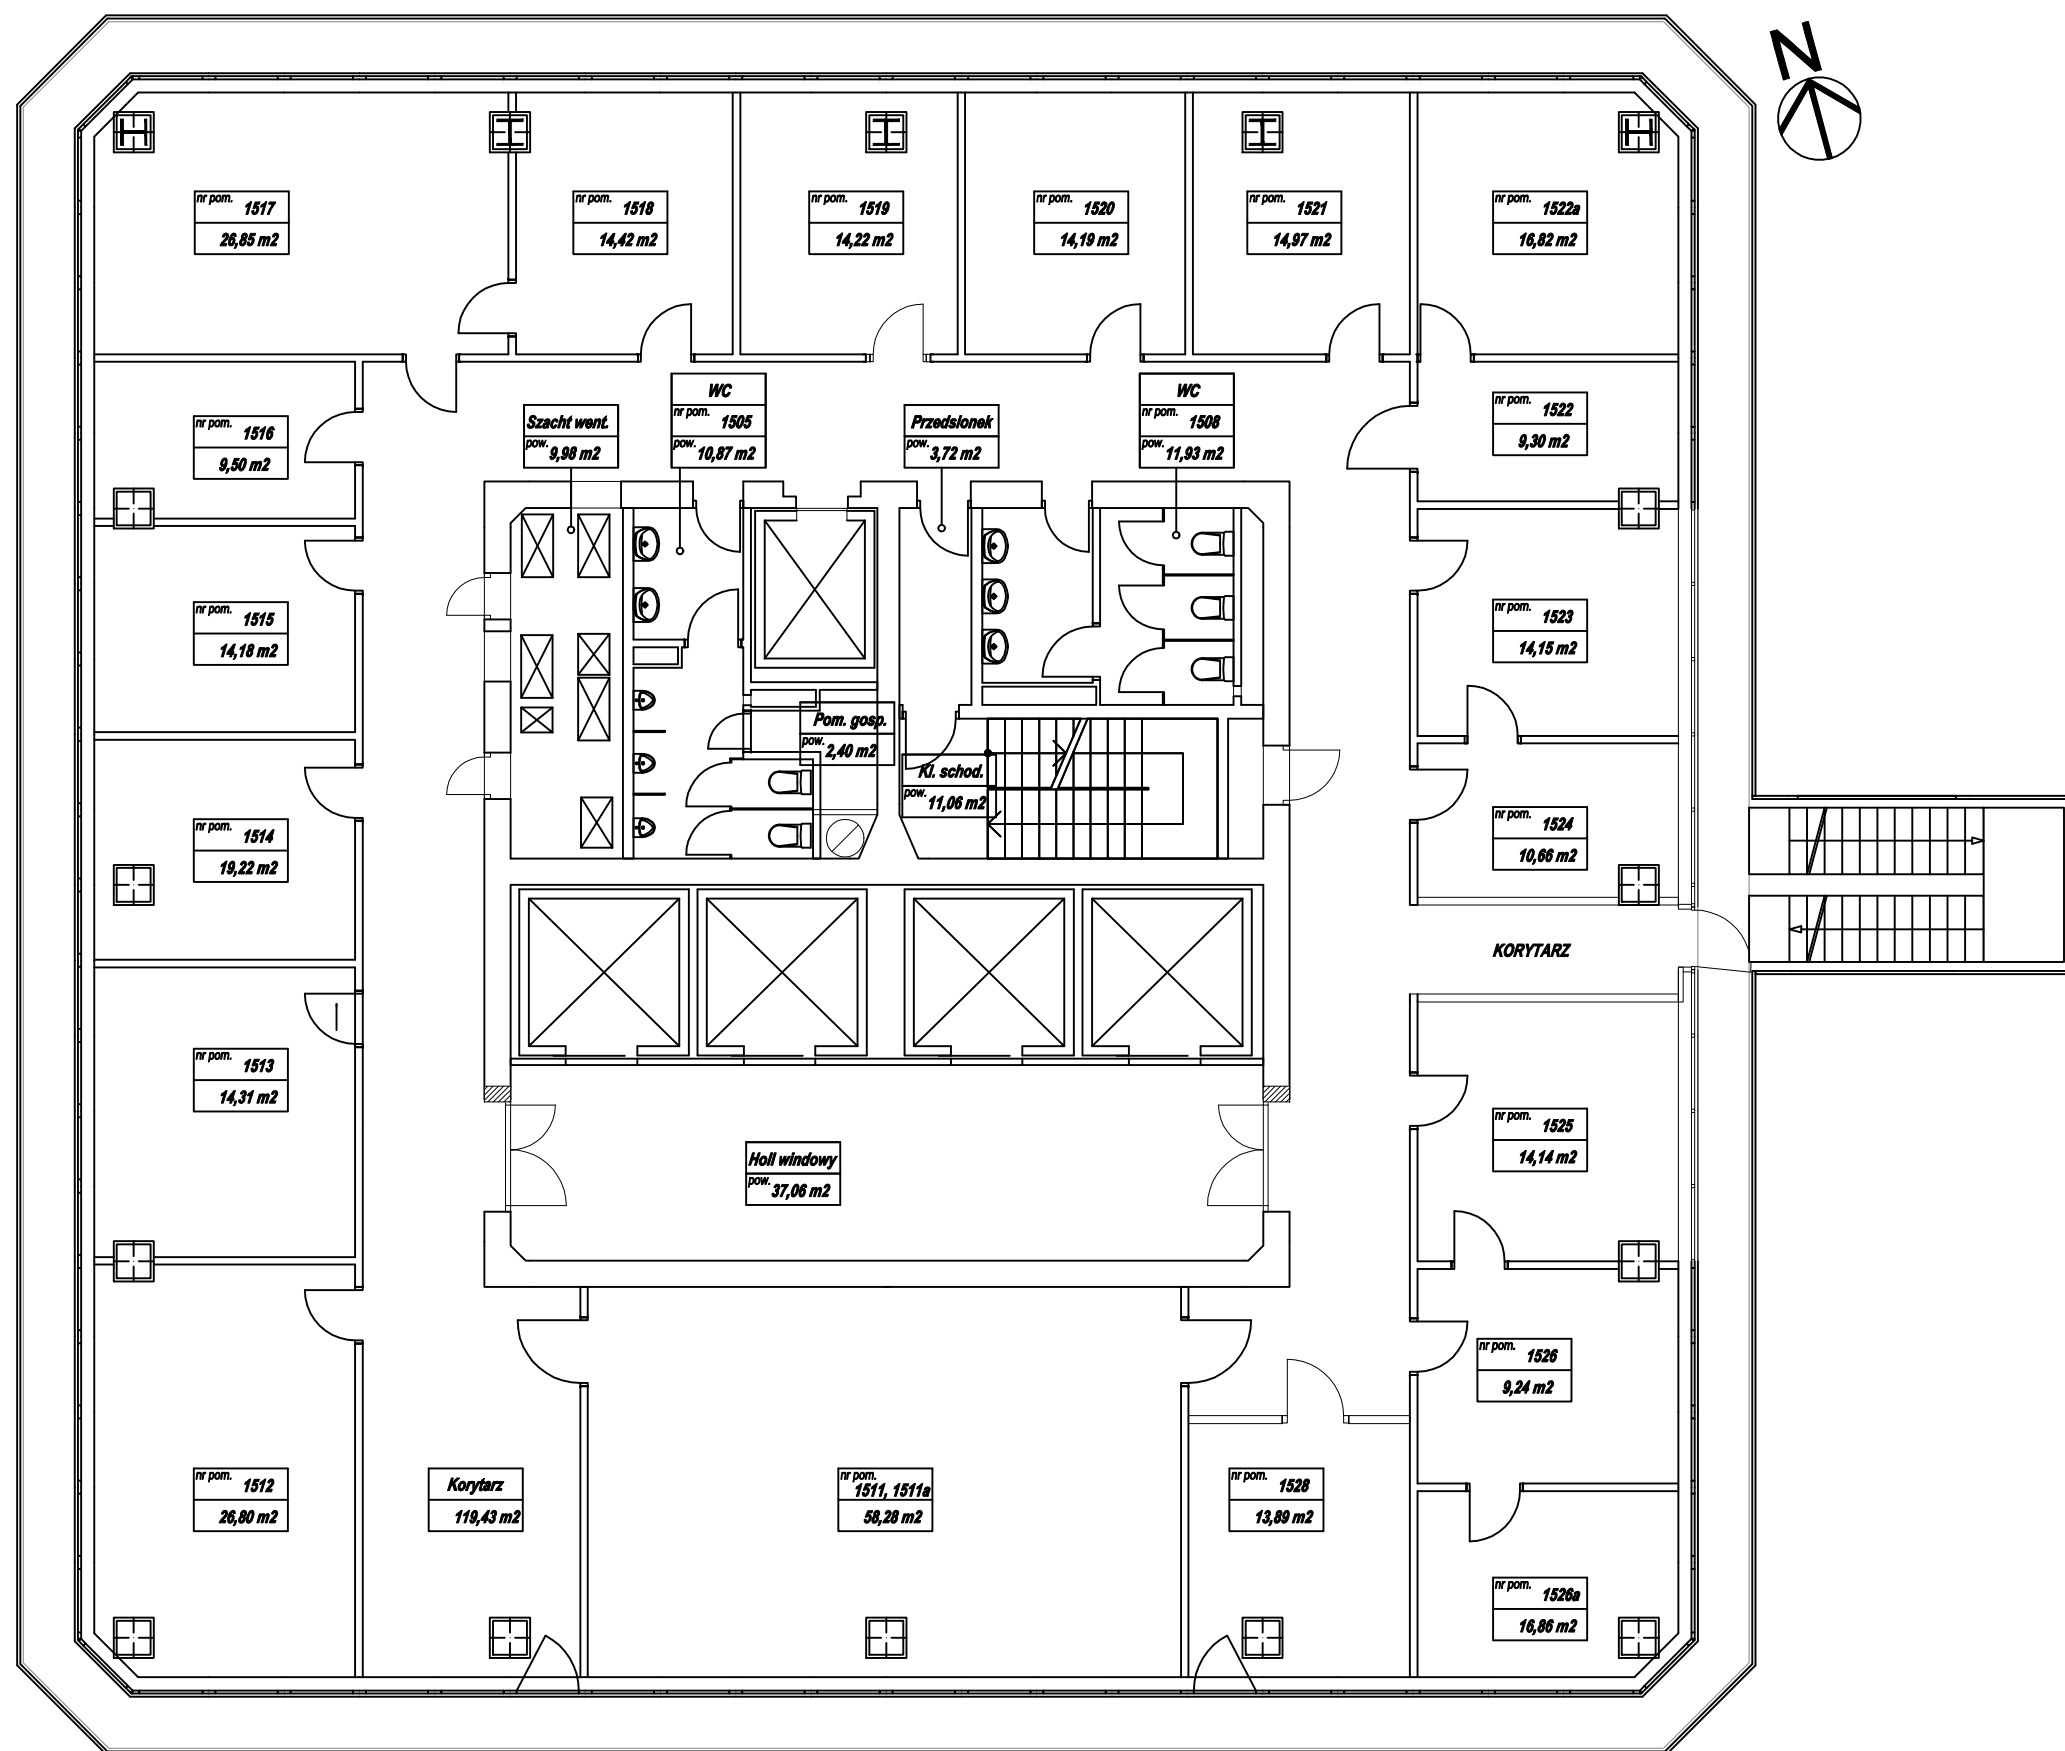 N
nr pom. 1517
26,85 m2
nr pom. 1518
14,42 m2
nr pom. 1519
14,22 m2
nr pom. 1520
14,19 m2
nr pom. 1521
14,97 m2
nr pom. 1522a
16,82 m2
nr pom. 1516
9,50 m2
Szacht went.
pow. 9,98 m2
WC
nr pom. 1505
pow. 10,87 m2
Przedsionek
pow. 3,72 m2
WC
nr pom. 1508
pow. 11,93 m2
nr pom. 1522
9,30 m2
nr pom. 1515
14,18 m2
nr pom. 1523
14,15 m2
Pom. gosp.
pow. 2,40 m2
Kl. schod.
pow. 11,06 m2
nr pom. 1514
19,22 m2
nr pom. 1524
10,66 m2
KORYTARZ
nr pom. 1513
14,31 m2
nr pom. 1525
14,14 m2
Holl windowy
pow. 37,06 m2
nr pom. 1526
9,24 m2
nr pom. 1512
26,80 m2
Korytarz
119,43 m2
nr pom. 1511, 1511a
58,28 m2
nr pom. 1528
13,89 m2
nr pom. 1526a
16,86 m2